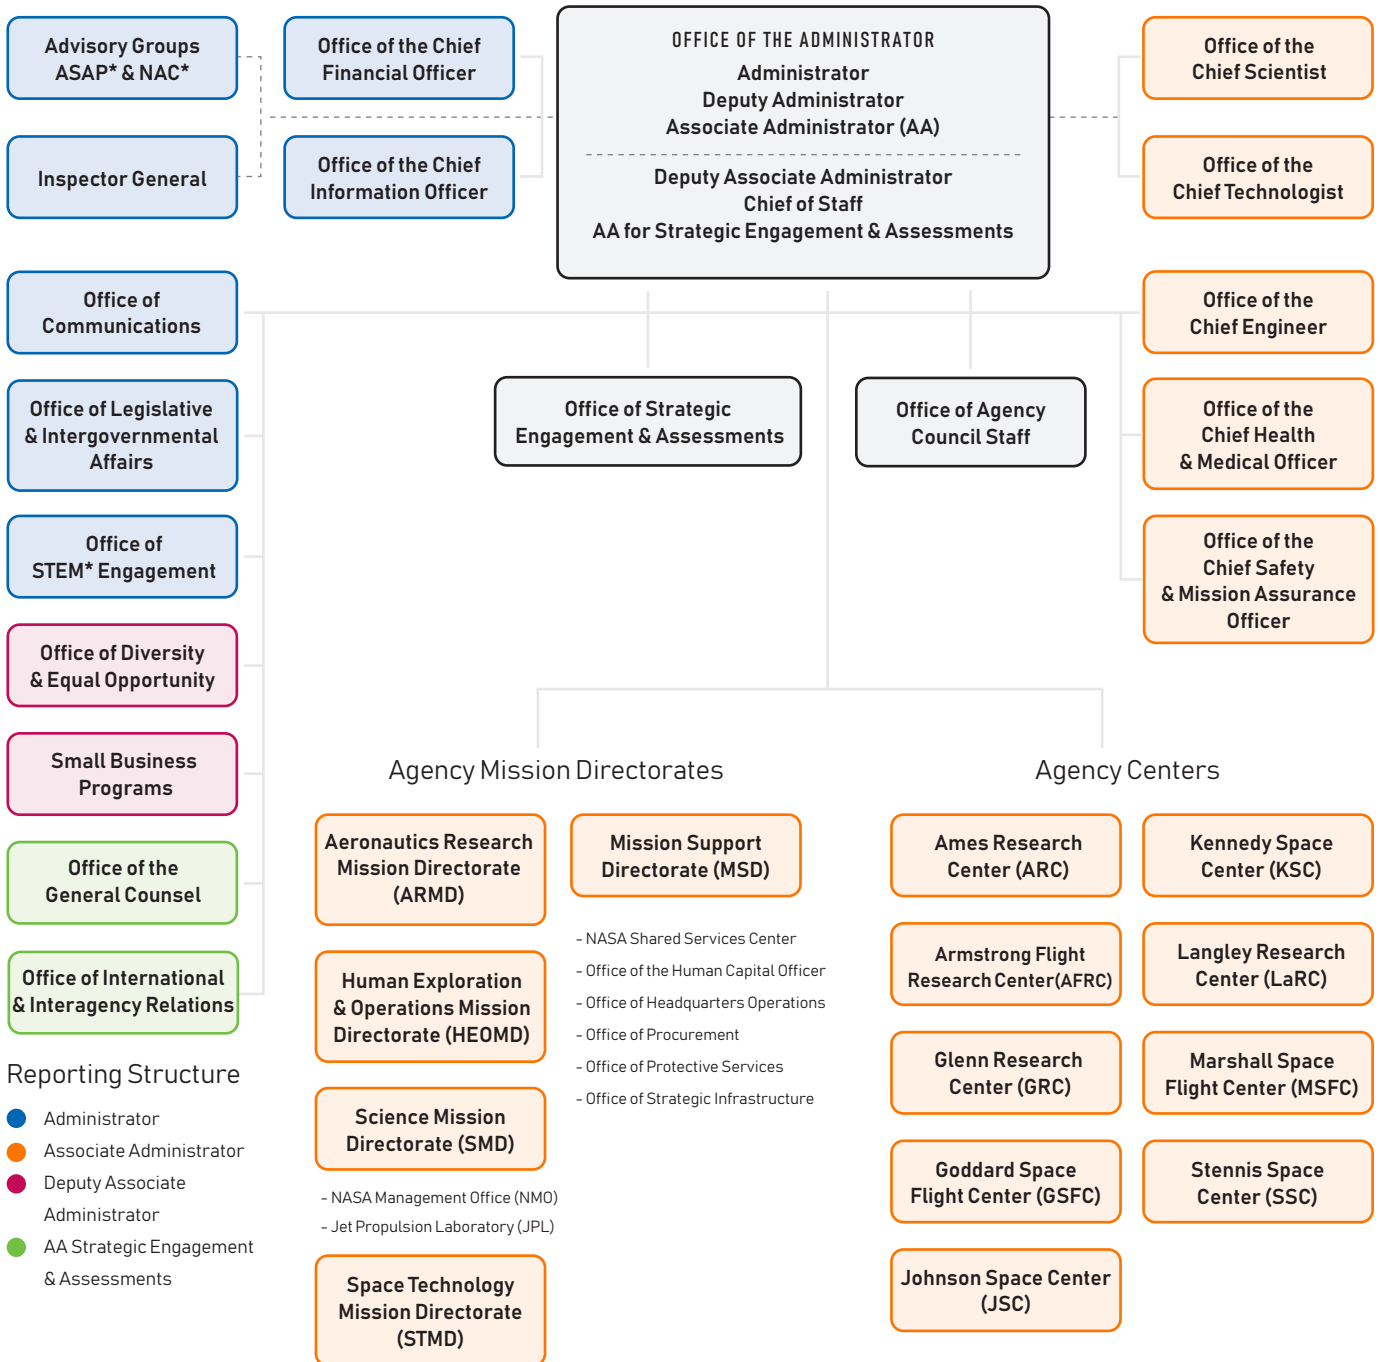 Advisory Groups
ASAP* & NAC*
Office of the Chief
Financial Officer
OFFICE OF THE ADMINISTRATOR
Administrator
Deputy Administrator
Associate Administrator (AA)
Deputy Associate Administrator
Chief of Staff
AA for Strategic Engagement & Assessments
Office of the
Chief Scientist
Inspector General
Office of the Chief
Information Officer
Office of the
Chief Technologist
Office of
Communications
Office of the
Chief Engineer
Office of Legislative
& Intergovernmental
Affairs
Office of Strategic
Engagement & Assessments
Office of Agency
Council Staff
Office of the
Chief Health
& Medical Officer
Office of
STEM* Engagement
Office of the
Chief Safety
& Mission Assurance
Officer
Office of Diversity
& Equal Opportunity
Small Business
Programs
Office of the
General Counsel
Office of International
& Interagency Relations
Reporting Structure
Administrator
Associate Administrator
Deputy Associate
Administrator
AA Strategic Engagement
& Assessments
Agency Mission Directorates
Aeronautics Research
Mission Directorate
(ARMD)
Human Exploration
& Operations Mission
Directorate (HEOMD)
Science Mission
Directorate (SMD)
- NASA Management Office (NMO)
- Jet Propulsion Laboratory (JPL)
Space Technology
Mission Directorate
(STMD)
Mission Support
Directorate (MSD)
- NASA Shared Services Center
- Office of the Human Capital Officer
- Office of Headquarters Operations
- Office of Procurement
- Office of Protective Services
- Office of Strategic Infrastructure
Agency Centers
Ames Research
Center (ARC)
Armstrong Flight
Research Center(AFRC)
Glenn Research
Center (GRC)
Goddard Space
Flight Center (GSFC)
Johnson Space Center
(JSC)
Kennedy Space
Center (KSC)
Langley Research
Center (LaRC)
Marshall Space
Flight Center (MSFC)
Stennis Space
Center (SSC)